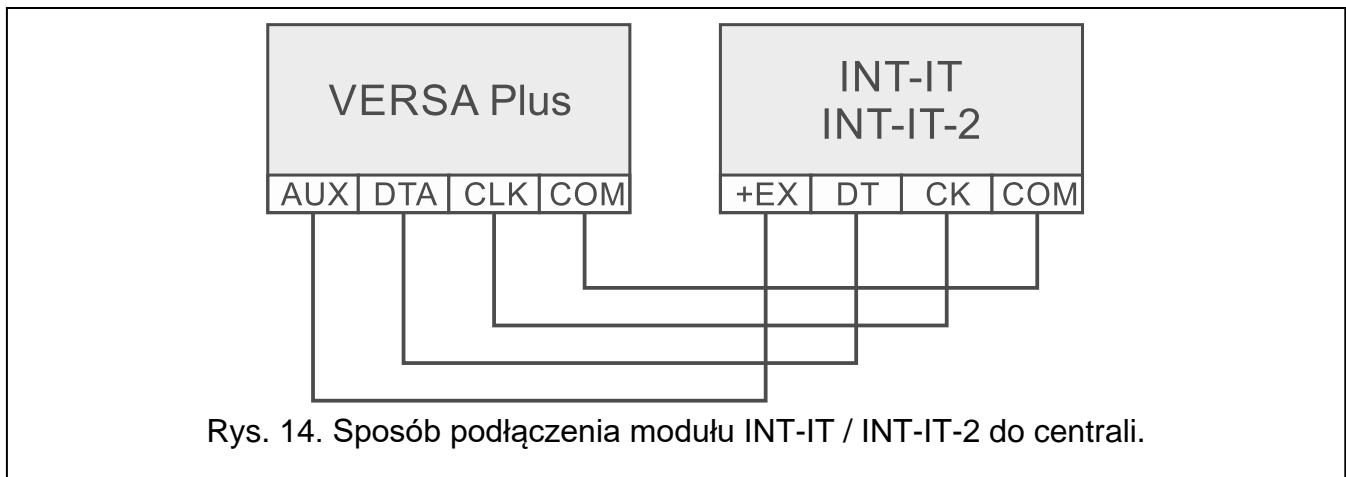 VERSA Plus
INT-IT
INT-IT-2
AUX DTA CLK COM
+EX DT CK COM
Rys. 14. Sposób podłączenia modułu INT-IT / INT-IT-2 do centrali.